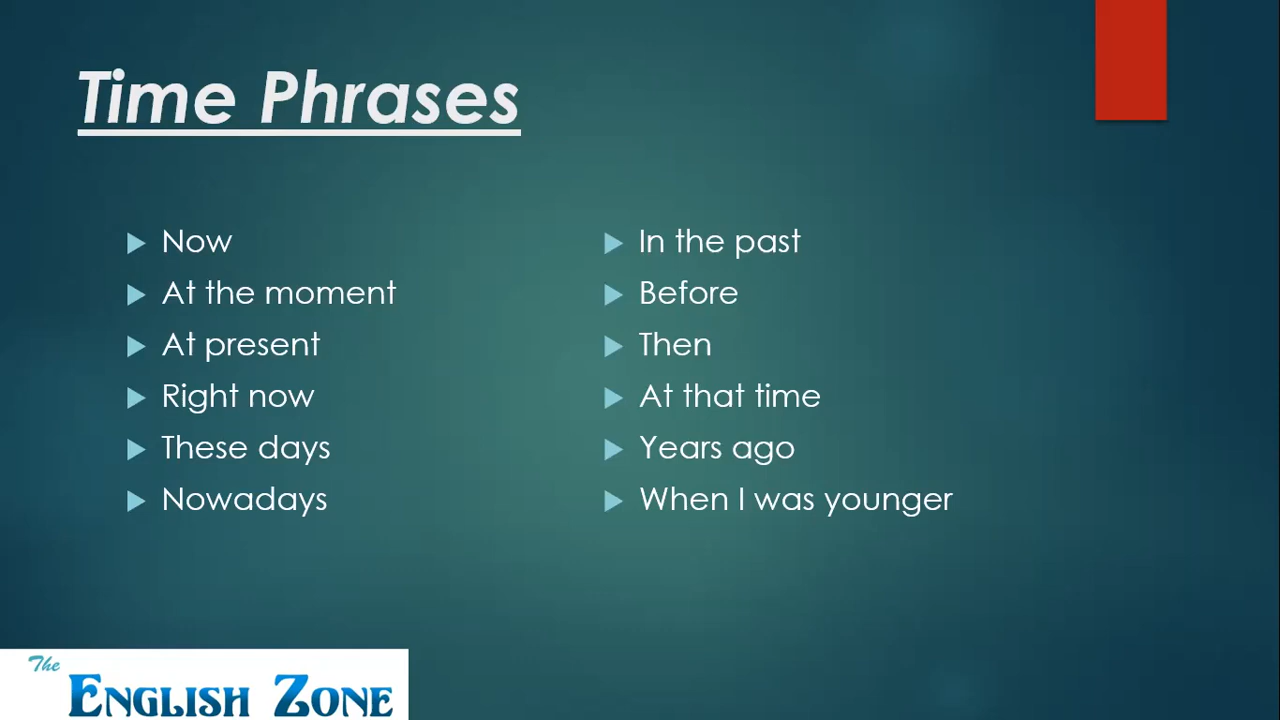 Time Phrases
Now
At the moment
At present
Right now
These days
Nowadays
In the past
Before
Then
At that time
Years ago
When I was younger
The
ENGLISH ZONE